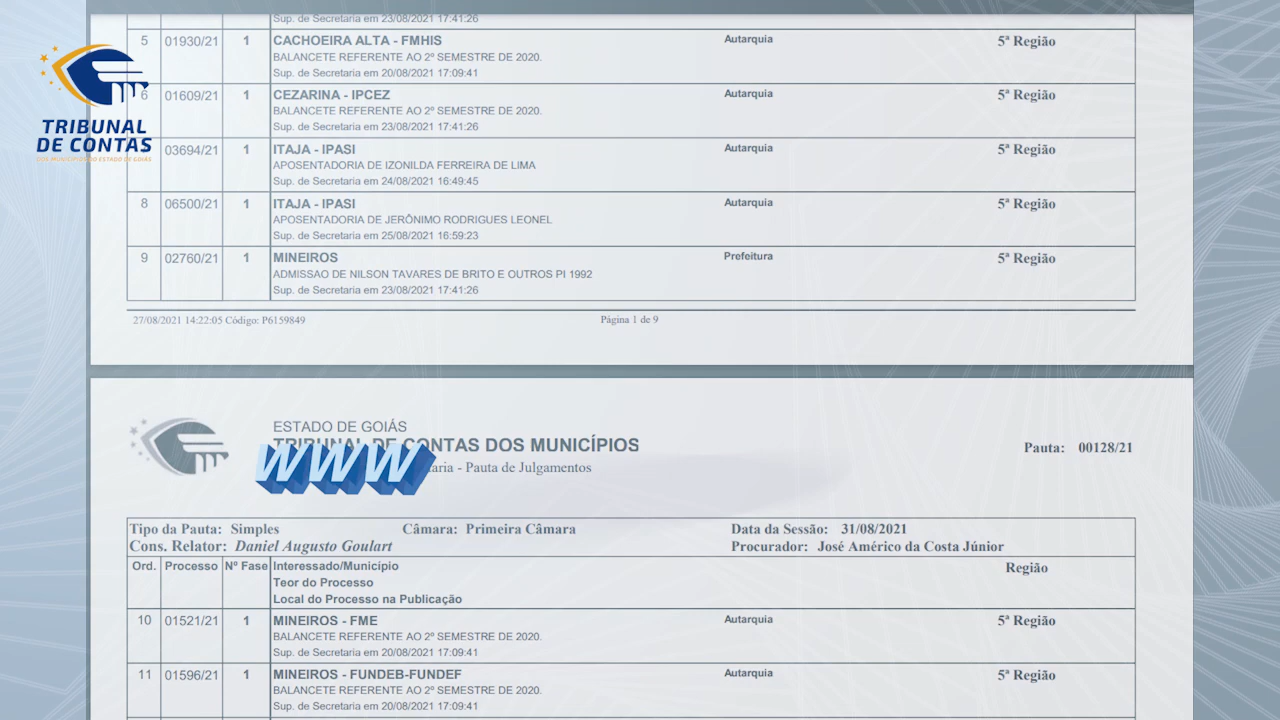 Sup. de Secretaria em 23/08/2021 17:41:26
5 01930/21 1 CACHOEIRA ALTA - FMHIS Autarquia 5ª Região
BALANCETE REFERENTE AO 2º SEMESTRE DE 2020.
Sup. de Secretaria em 20/08/2021 17:09:41
6 01609/21 1 CEZARINA - IPCEZ Autarquia 5ª Região
BALANCETE REFERENTE AO 2º SEMESTRE DE 2020.
Sup. de Secretaria em 23/08/2021 17:41:26
TRIBUNAL
DE CONTAS
DOS MUNICÍPIOS DO ESTADO DE GOIÁS
03694/21 1 ITAJA - IPASI Autarquia 5ª Região
APOSENTADORIA DE IZONILDA FERREIRA DE LIMA
Sup. de Secretaria em 24/08/2021 16:49:45
8 06500/21 1 ITAJA - IPASI Autarquia 5ª Região
APOSENTADORIA DE JERÔNIMO RODRIGUES LEONEL
Sup. de Secretaria em 25/08/2021 16:59:23
9 02760/21 1 MINEIROS Prefeitura 5ª Região
ADMISSAO DE NILSON TAVARES DE BRITO E OUTROS PI 1992
Sup. de Secretaria em 23/08/2021 17:41:26
27/08/2021 14:22:05 Código: P6159849 Página 1 de 9
ESTADO DE GOIÁS
TRIBUNAL DE CONTAS DOS MUNICÍPIOS
Pauta: 00128/21
WWW
- Pauta de Julgamentos
Tipo da Pauta: Simples Câmara: Primeira Câmara Data da Sessão: 31/08/2021
Cons. Relator: Daniel Augusto Goulart Procurador: José Américo da Costa Júnior
Ord. Processo Nº Fase Interessado/Município Região
Teor do Processo
Local do Processo na Publicação
10 01521/21 1 MINEIROS - FME Autarquia 5ª Região
BALANCETE REFERENTE AO 2º SEMESTRE DE 2020.
Sup. de Secretaria em 20/08/2021 17:09:41
11 01596/21 1 MINEIROS - FUNDEB-FUNDEF Autarquia 5ª Região
BALANCETE REFERENTE AO 2º SEMESTRE DE 2020.
Sup. de Secretaria em 20/08/2021 17:09:41